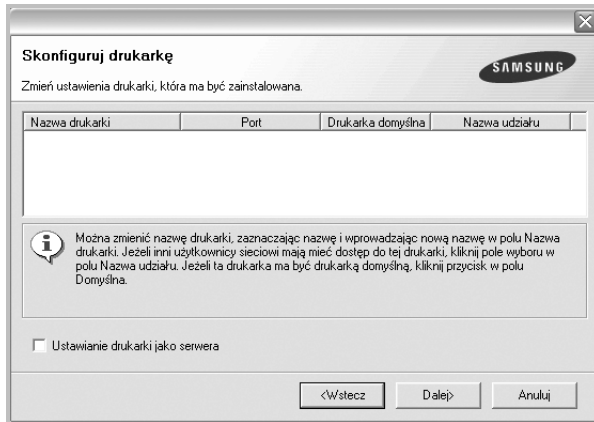 Skonfiguruj drukarkę
SAMSUNG
Zmień ustawienia drukarki, która ma być zainstalowana.
Nazwa drukarki Port Drukarka domyślna Nazwa udziału
Można zmienić nazwę drukarki, zaznaczając nazwę i wprowadzając nową nazwę w polu Nazwa
drukarki. Jeżeli inni użytkownicy sieciowi mają mieć dostęp do tej drukarki, kliknij pole wyboru w
polu Nazwa udziału. Jeżeli ta drukarka ma być drukarką domyślną, kliknij przycisk w polu
Domyślna.
Ustawianie drukarki jako serwera
<Wstecz Dalej> Anuluj